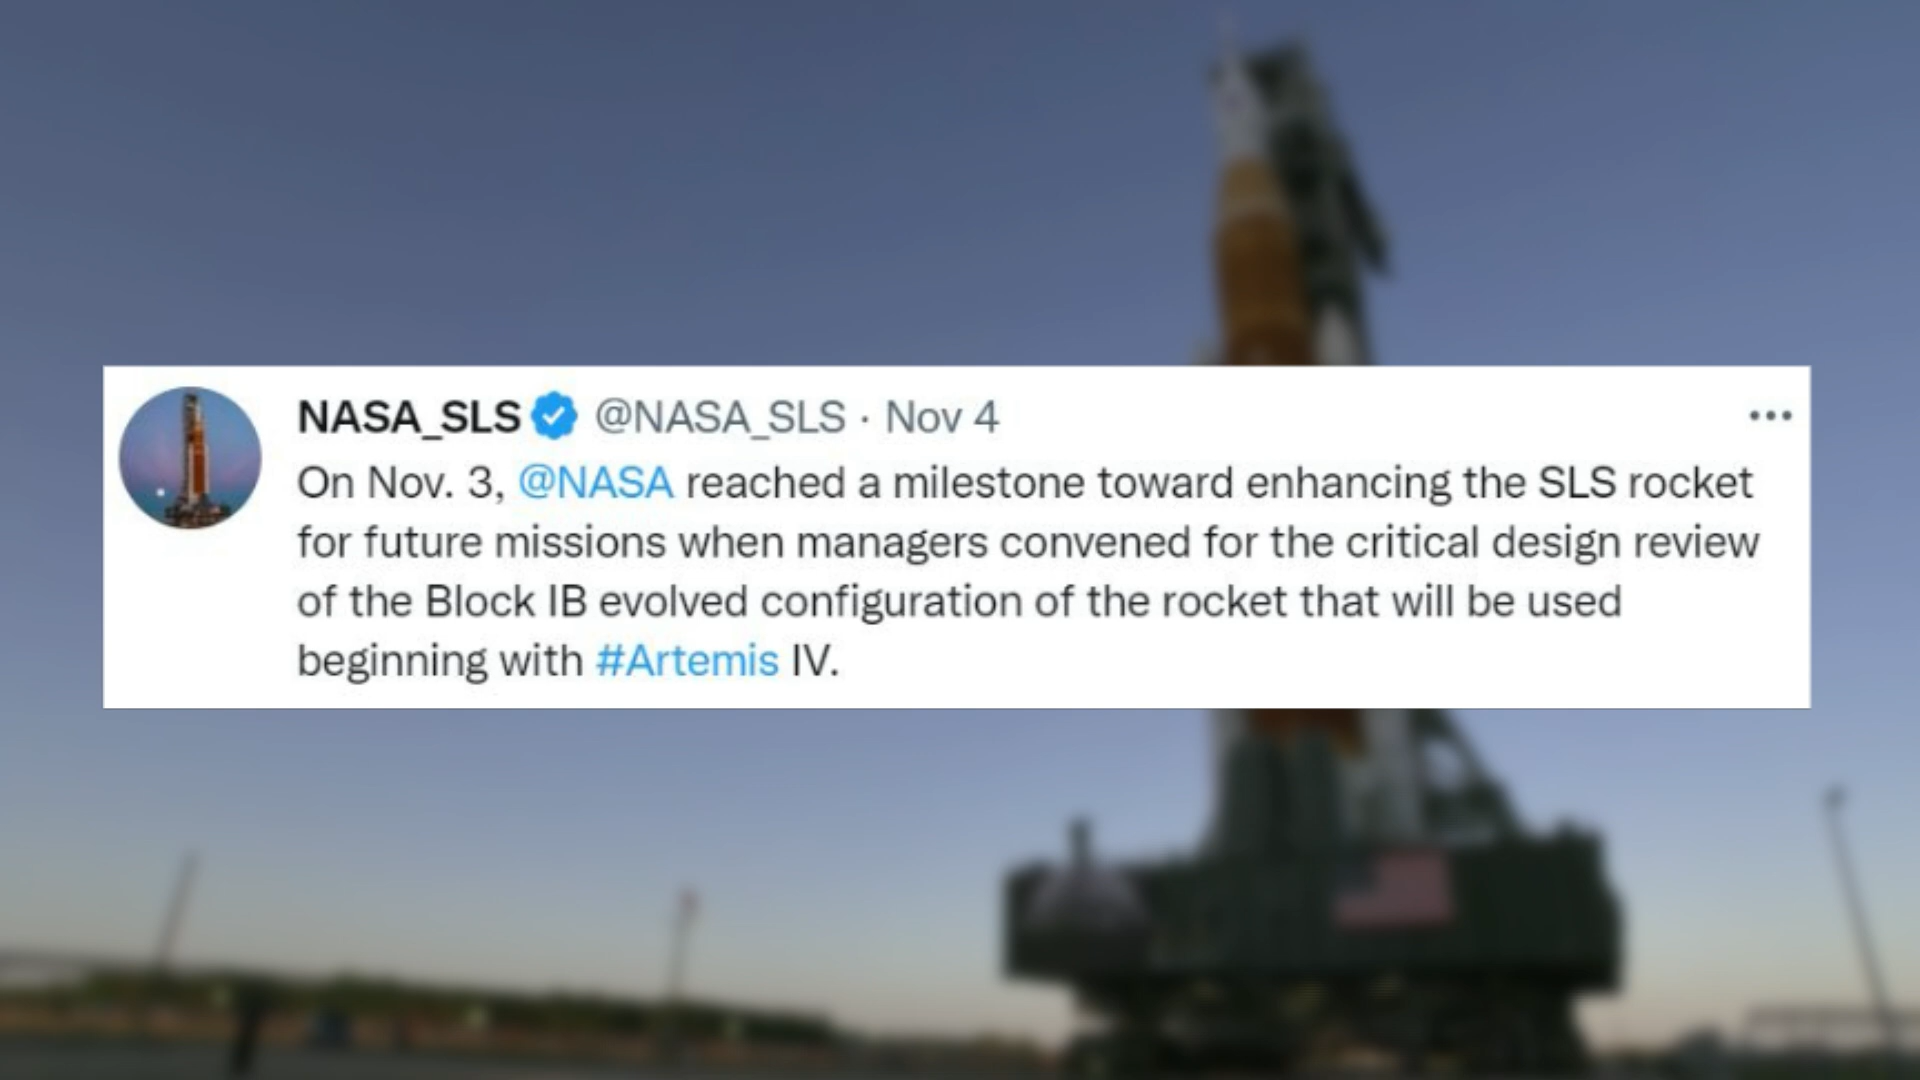 NASA_SLS @NASA_SLS · Nov 4
On Nov. 3, @NASA reached a milestone toward enhancing the SLS rocket
for future missions when managers convened for the critical design review
of the Block IB evolved configuration of the rocket that will be used
beginning with #Artemis IV.